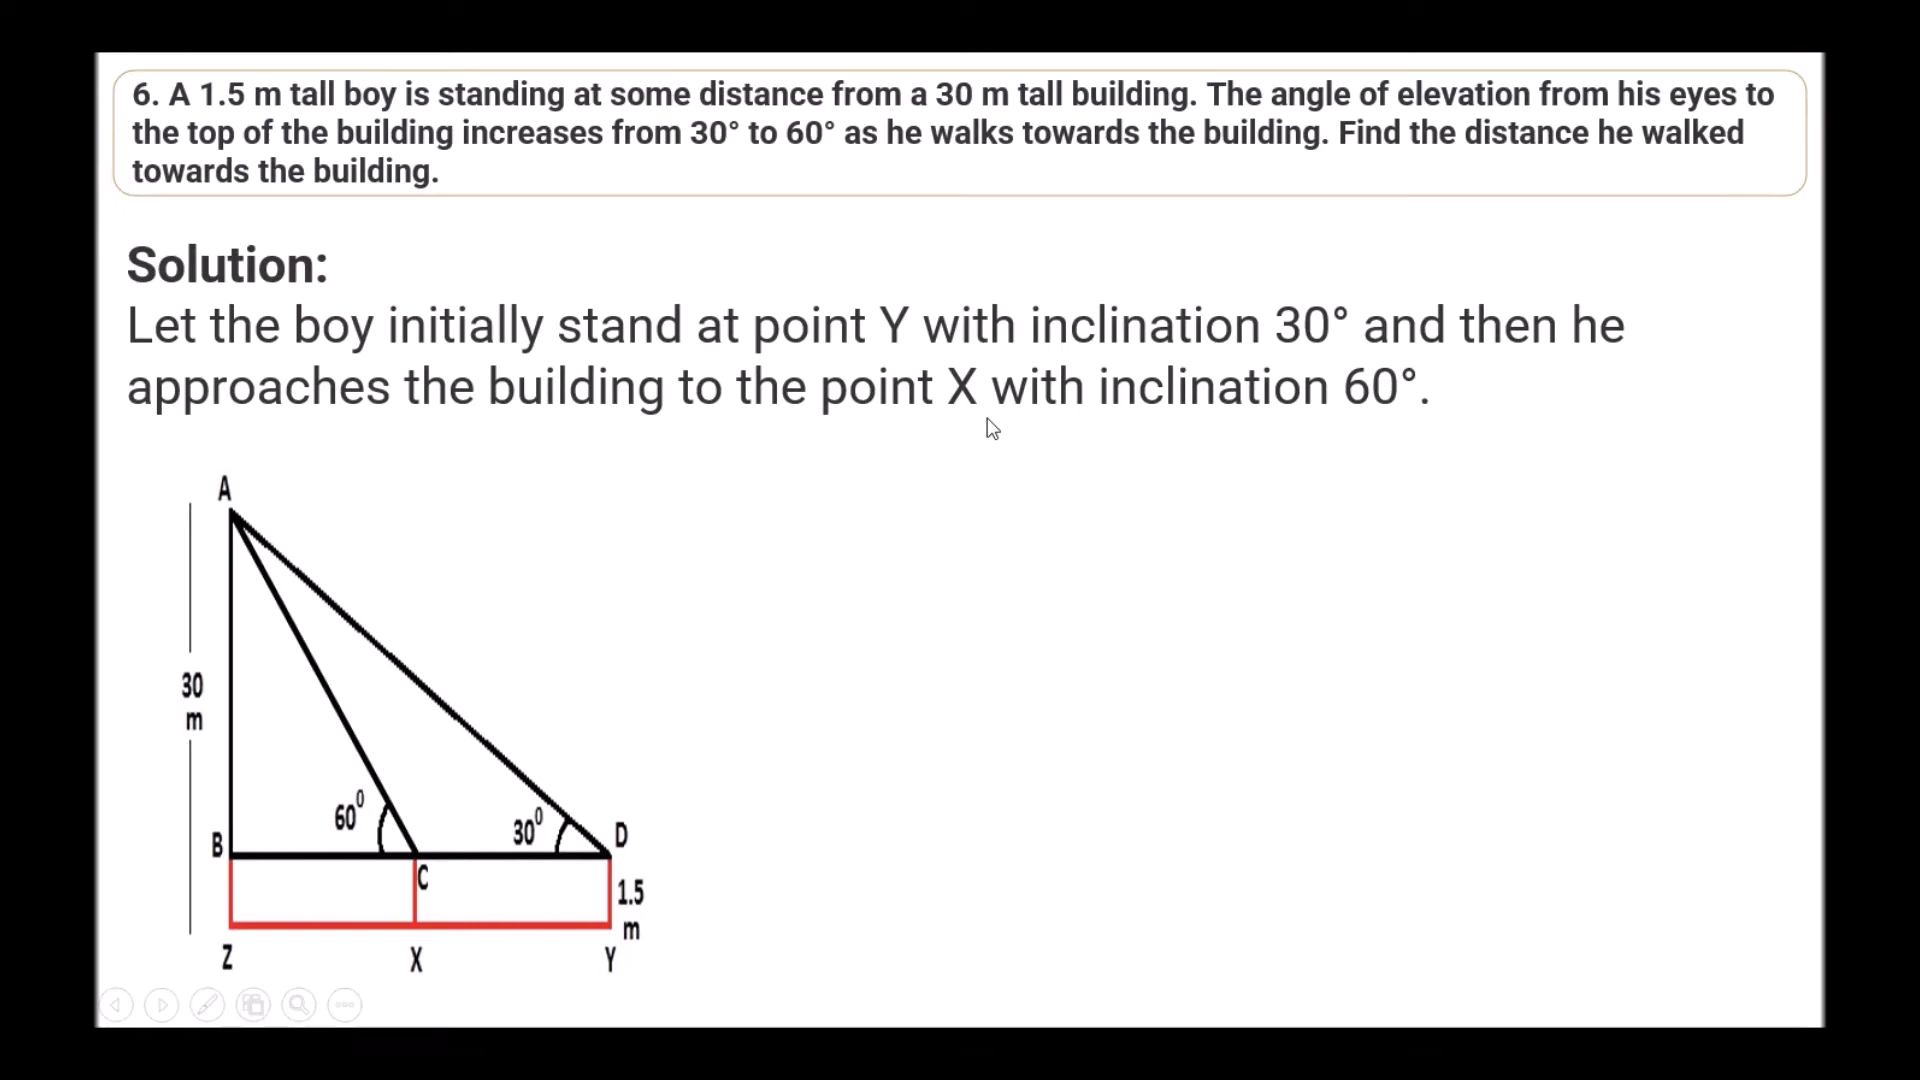 6. A 1.5 m tall boy is standing at some distance from a 30 m tall building. The angle of elevation from his eyes to
the top of the building increases from 30° to 60° as he walks towards the building. Find the distance he walked
towards the building.
Solution:
Let the boy initially stand at point Y with inclination 30° and then he
approaches the building to the point X with inclination 60°.
A
30
m
60⁰
30⁰
D
B
C
1.5
m
Z
X
Y